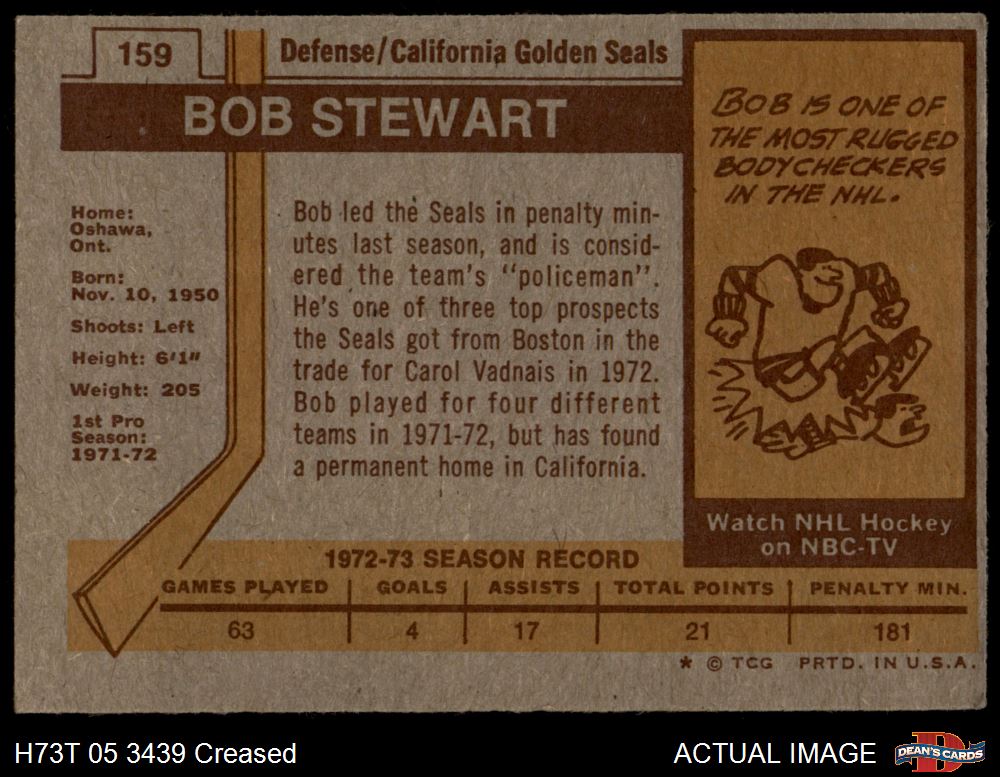 159
Defense/California Golden Seals
BOB STEWART
BOB IS ONE OF
THE MOST RUGGED
BODYCHECKERS
IN THE NHL.
Home:
Oshawa,
Ont.
Born:
Nov. 10, 1950
Shoots: Left
Height: 6'1"
Weight: 205
1st Pro
Season:
1971-72
Bob led the Seals in penalty min-
utes last season, and is consid-
ered the team's "policeman".
He's one of three top prospects
the Seals got from Boston in the
trade for Carol Vadnais in 1972.
Bob played for four different
teams in 1971-72, but has found
a permanent home in California.
Watch NHL Hockey
on NBC-TV
1972-73 SEASON RECORD
GAMES PLAYED GOALS ASSISTS TOTAL POINTS PENALTY MIN.
63 4 17 21 181
* © TCG PRTD. IN U.S.A.
H73T 05 3439 Creased
ACTUAL IMAGE
DEAN'S CARDS